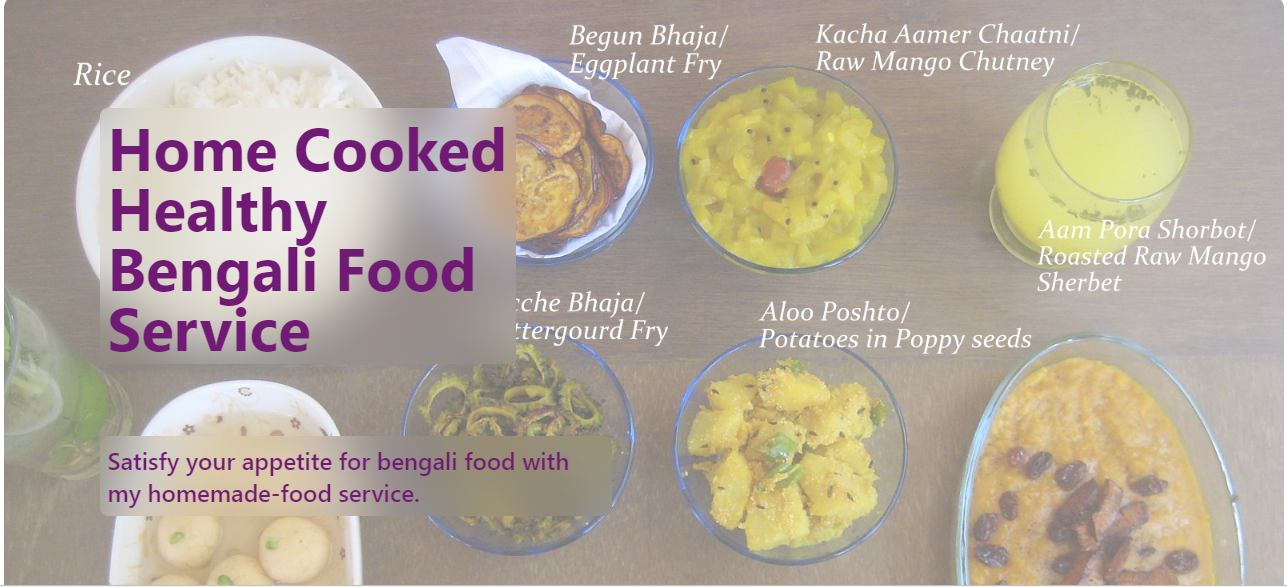 Rice
Begun Bhaja/
Eggplant Fry
Kacha Aamer Chaatni/
Raw Mango Chutney
Home Cooked
Healthy
Bengali Food
Service
Aam Pora Shorbot/
Roasted Raw Mango
Sherbet
Bhaja/
Fry
Aloo Poshto/
Potatoes in Poppy seeds
Satisfy your appetite for bengali food with
my homemade-food service.